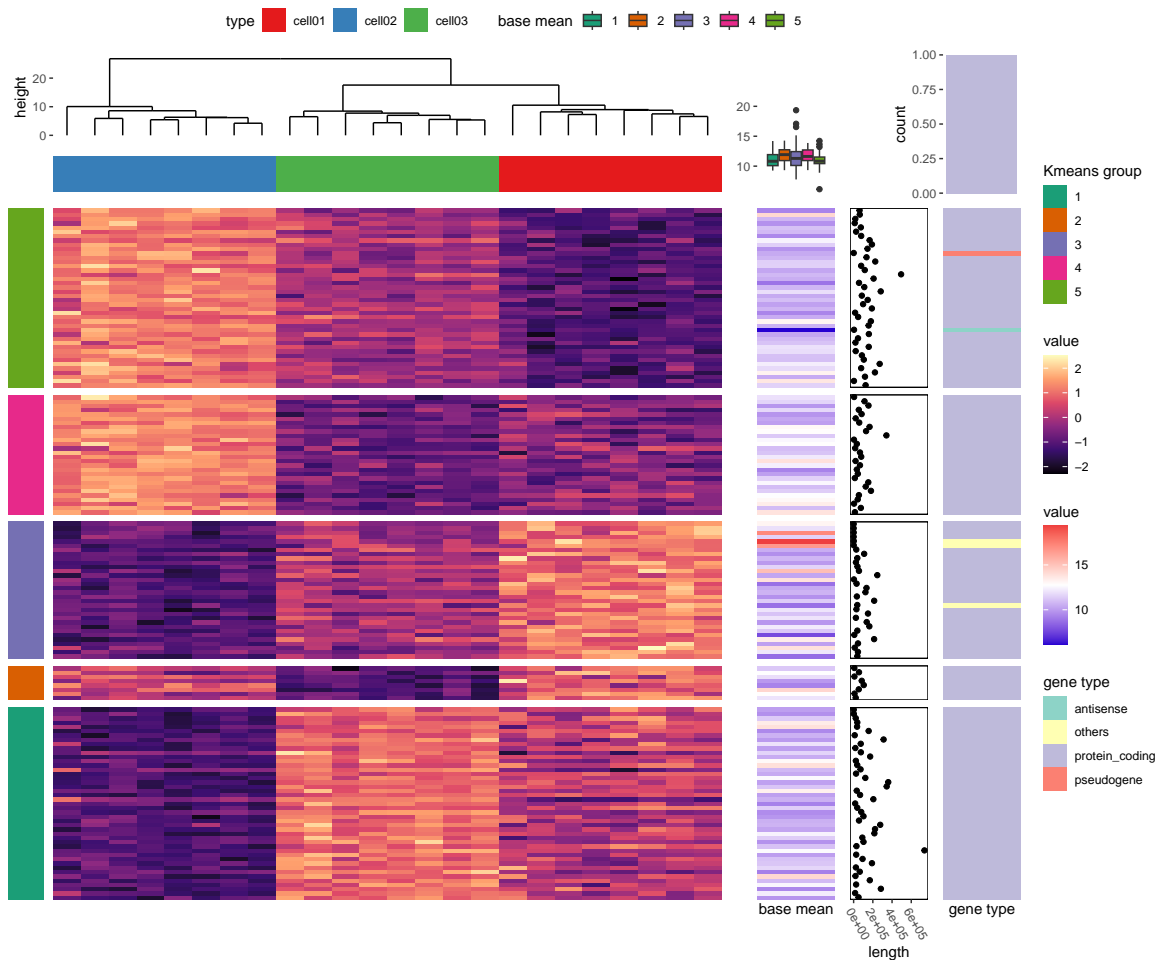 type cell01 cell02 cell03 base mean 1 2 3 4 5
height
20
10
0
20
15
10
count
1.00
0.75
0.50
0.25
0.00
Kmeans group
1
2
3
4
5
value
2
1
0
−1
−2
value
15
10
gene type
antisense
others
protein_coding
pseudogene
base mean
0e+00
2e+05
4e+05
6e+05
length
gene type